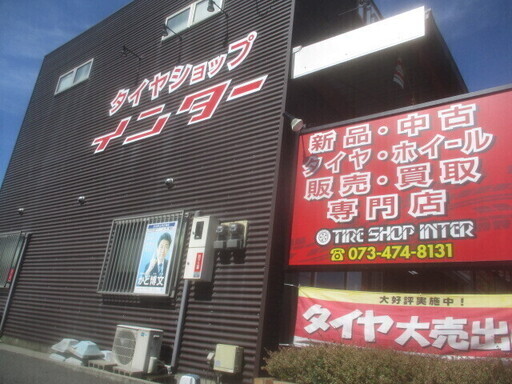 タイヤショップ
インター
新品・中古
タイヤ・ホイール
販売・買取
専門店
TIRE SHOP INTER
☎073-474-8131
大好評実施中！
タイヤ大売出
博文